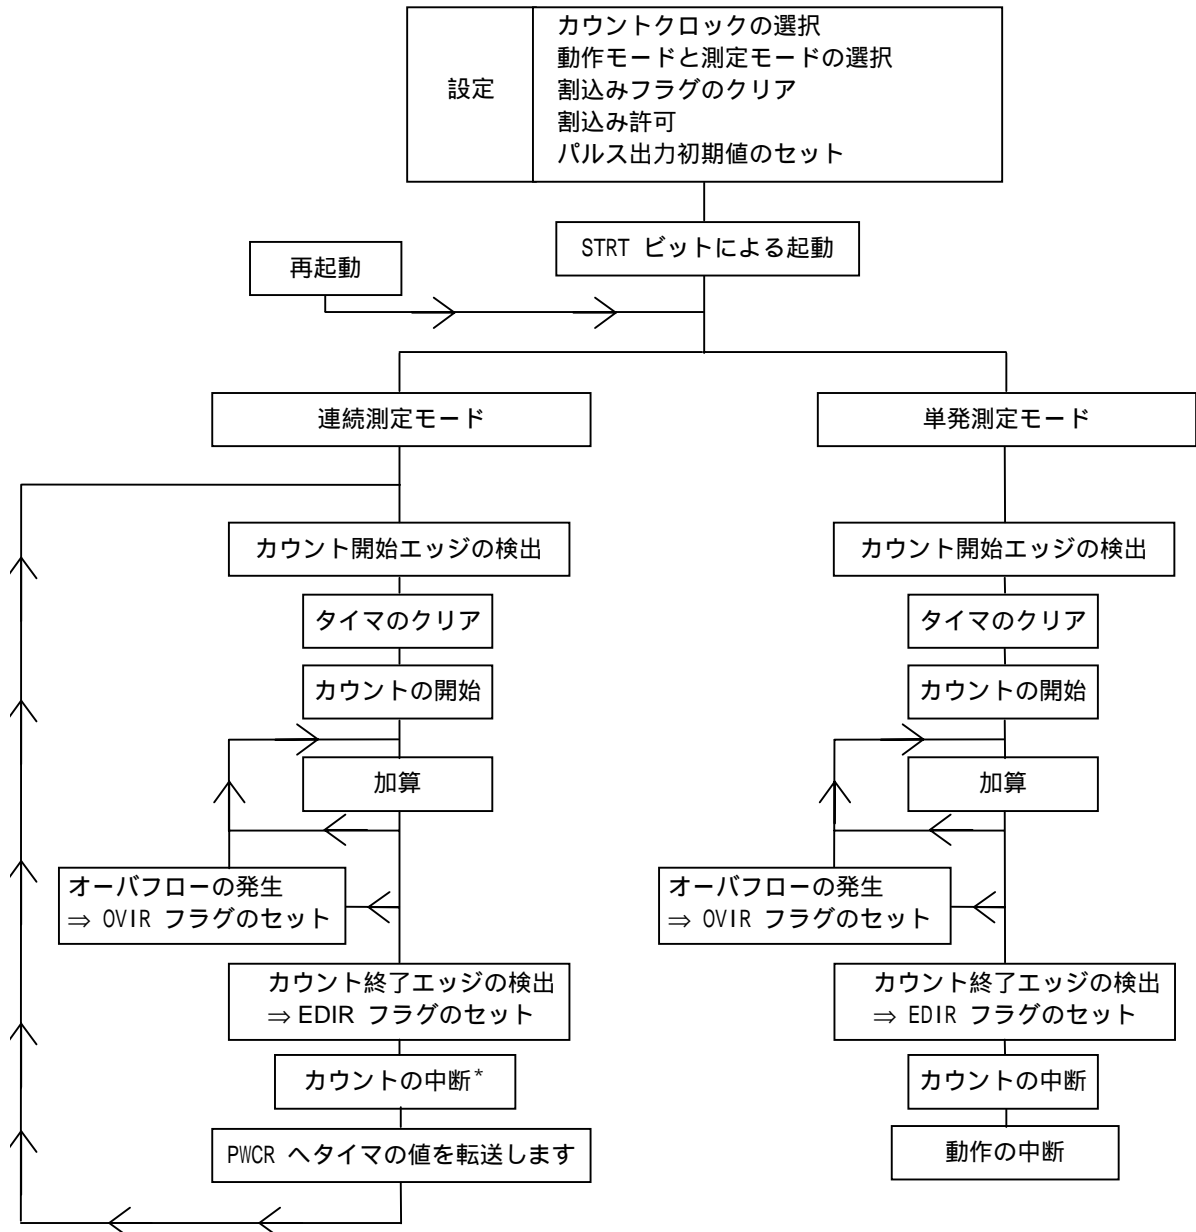 設定
カウントクロックの選択
動作モードと測定モードの選択
割込みフラグのクリア
割込み許可
パルス出力初期値のセット
STRT ビットによる起動
再起動
連続測定モード
カウント開始エッジの検出
タイマのクリア
カウントの開始
加算
オーバフローの発生
⇒ OVIR フラグのセット
カウント終了エッジの検出
⇒ EDIR フラグのセット
カウントの中断*
PWCR へタイマの値を転送します
単発測定モード
カウント開始エッジの検出
タイマのクリア
カウントの開始
加算
オーバフローの発生
⇒ OVIR フラグのセット
カウント終了エッジの検出
⇒ EDIR フラグのセット
カウントの中断
動作の中断